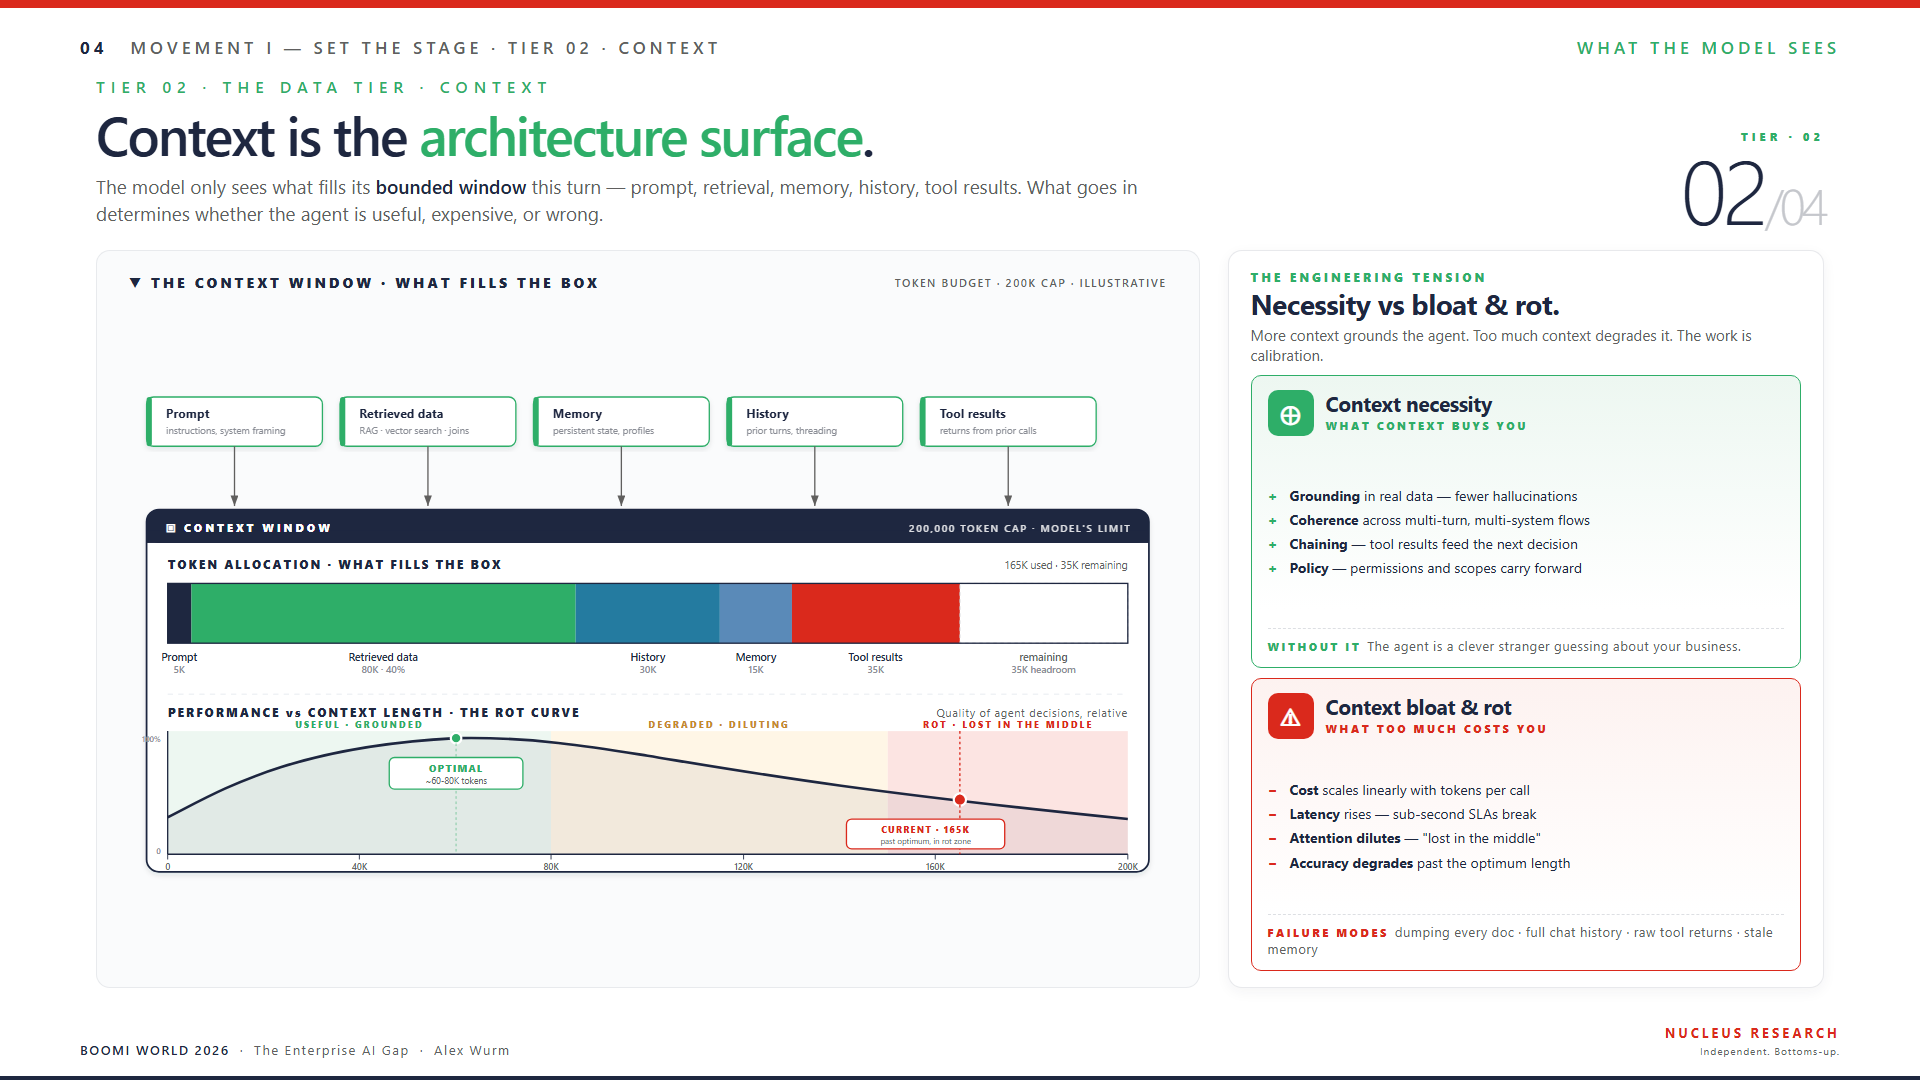 04 MOVEMENT I — SET THE STAGE · TIER 02 · CONTEXT
WHAT THE MODEL SEES
TIER 02 · THE DATA TIER · CONTEXT
Context is the architecture surface.
The model only sees what fills its bounded window this turn — prompt, retrieval, memory, history, tool results. What goes in
determines whether the agent is useful, expensive, or wrong.
TIER · 02
02/04
▼ THE CONTEXT WINDOW · WHAT FILLS THE BOX
TOKEN BUDGET · 200K CAP · ILLUSTRATIVE
Prompt
instructions, system framing
Retrieved data
RAG · vector search · joins
Memory
persistent state, profiles
History
prior turns, threading
Tool results
returns from prior calls
▣ CONTEXT WINDOW
200,000 TOKEN CAP · MODEL'S LIMIT
TOKEN ALLOCATION · WHAT FILLS THE BOX
165K used · 35K remaining
Prompt
5K
Retrieved data
80K · 40%
History
30K
Memory
15K
Tool results
35K
remaining
35K headroom
PERFORMANCE vs CONTEXT LENGTH · THE ROT CURVE
Quality of agent decisions, relative
USEFUL · GROUNDED
DEGRADED · DILUTING
ROT · LOST IN THE MIDDLE
100%
OPTIMAL
~60-80K tokens
CURRENT · 165K
past optimum, in rot zone
0
0 40K 80K 120K 160K 200K
THE ENGINEERING TENSION
Necessity vs bloat & rot.
More context grounds the agent. Too much context degrades it. The work is
calibration.
Context necessity
WHAT CONTEXT BUYS YOU
+ Grounding in real data — fewer hallucinations
+ Coherence across multi-turn, multi-system flows
+ Chaining — tool results feed the next decision
+ Policy — permissions and scopes carry forward
WITHOUT IT The agent is a clever stranger guessing about your business.
Context bloat & rot
WHAT TOO MUCH COSTS YOU
− Cost scales linearly with tokens per call
− Latency rises — sub-second SLAs break
− Attention dilutes — "lost in the middle"
− Accuracy degrades past the optimum length
FAILURE MODES dumping every doc · full chat history · raw tool returns · stale
memory
BOOMI WORLD 2026 · The Enterprise AI Gap · Alex Wurm
NUCLEUS RESEARCH
Independent. Bottoms-up.